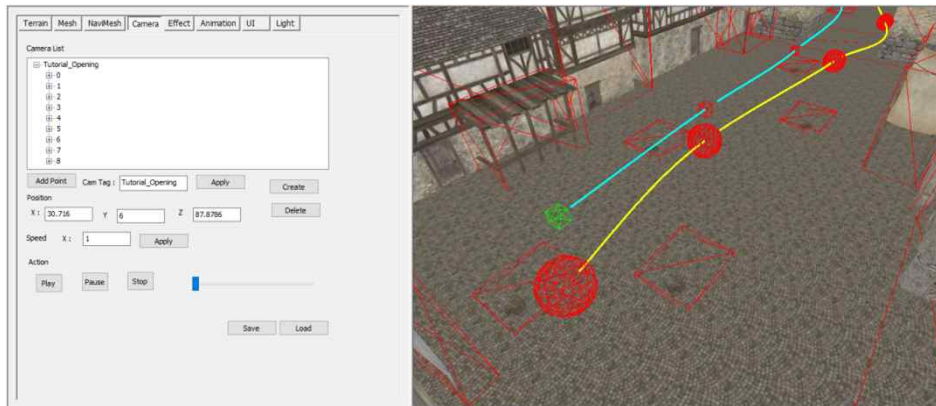 Terrain Mesh NavMesh Camera Effect Animation UI Light
Camera List
Tutorial_Opening
0
1
2
3
4
5
6
7
8
Add Point Cam Tag : Tutorial_Opening Apply Create
Position Delete
X : 30.716 Y 6 Z 87.8786
Speed X : 1 Apply
Action
Play Pause Stop
Save Load